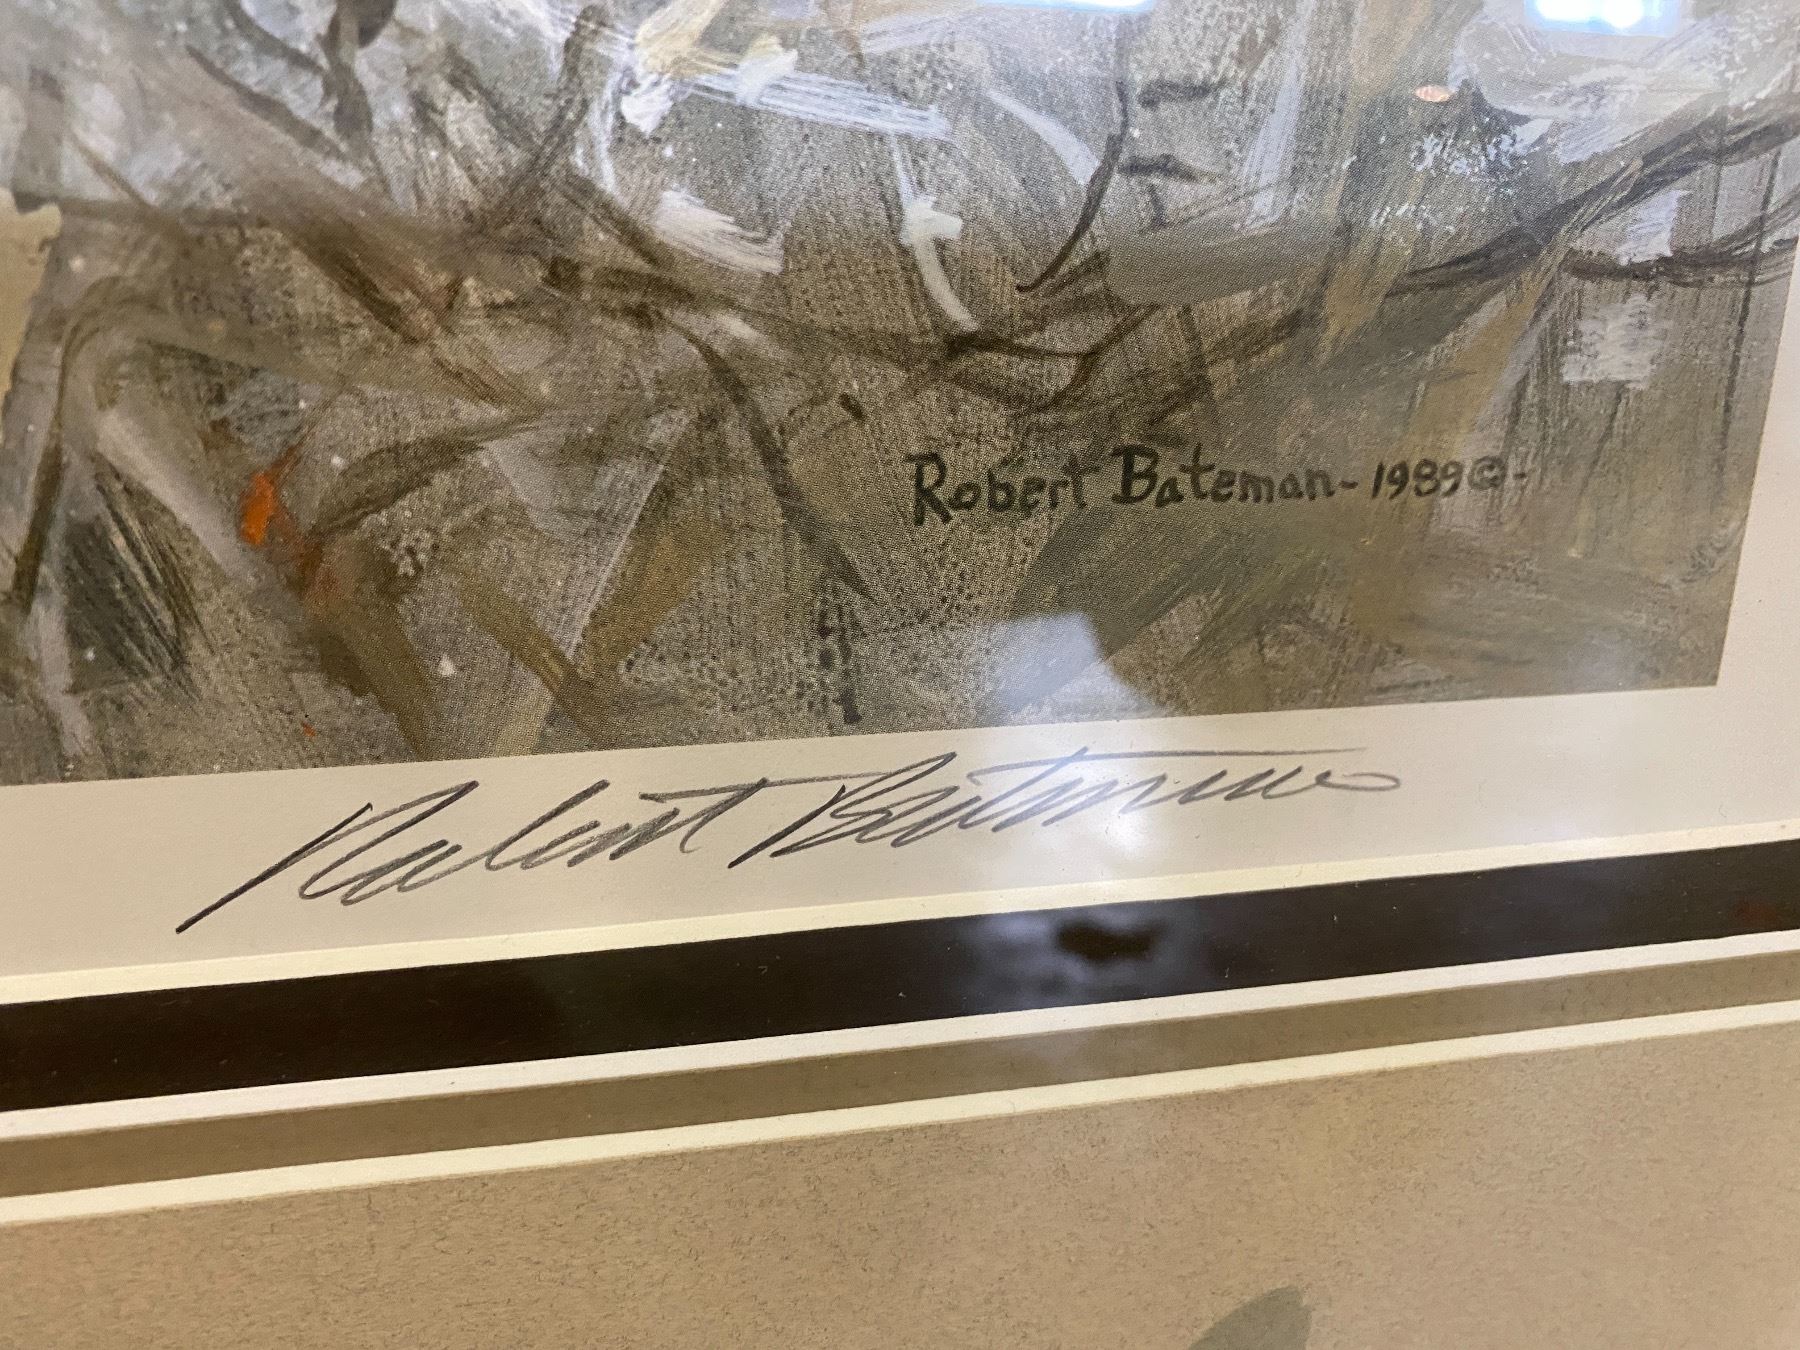 Robert Bateman - 1989 © -
Robert Bateman